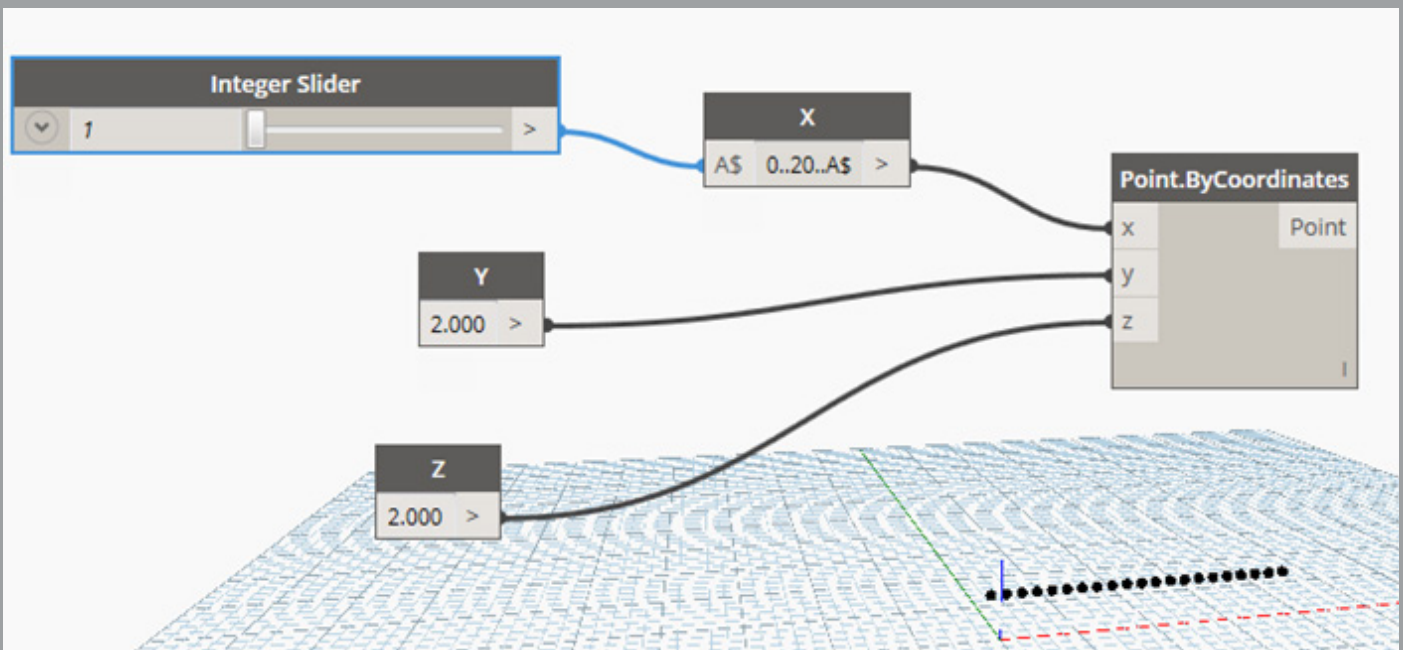 Integer Slider
1
>
X
A$ 0..20..A$ >
Point.ByCoordinates
x Point
y
z
Y
2.000 >
Z
2.000 >